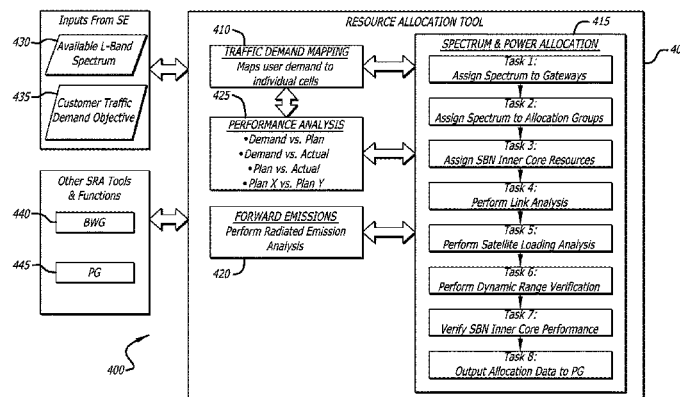 Inputs From SE
430
Available L-Band
Spectrum
435
Customer Traffic
Demand Objective
Other SRA Tools
& Functions
440
BWG
445
PG
400
RESOURCE ALLOCATION TOOL
410
TRAFFIC DEMAND MAPPING
Maps user demand to
individual cells
425
PERFORMANCE ANALYSIS
•Demand vs. Plan
•Demand vs. Actual
•Plan vs. Actual
•Plan X vs. Plan Y
FORWARD EMISSIONS
Perform Radiated Emission
Analysis
420
415
SPECTRUM & POWER ALLOCATION
Task 1:
Assign Spectrum to Gateways
Task 2:
Assign Spectrum to Allocation Groups
Task 3:
Assign SBN Inner Core Resources
Task 4:
Perform Link Analysis
Task 5:
Perform Satellite Loading Analysis
Task 6:
Perform Dynamic Range Verification
Task 7:
Verify SBN Inner Core Performance
Task 8:
Output Allocation Data to PG